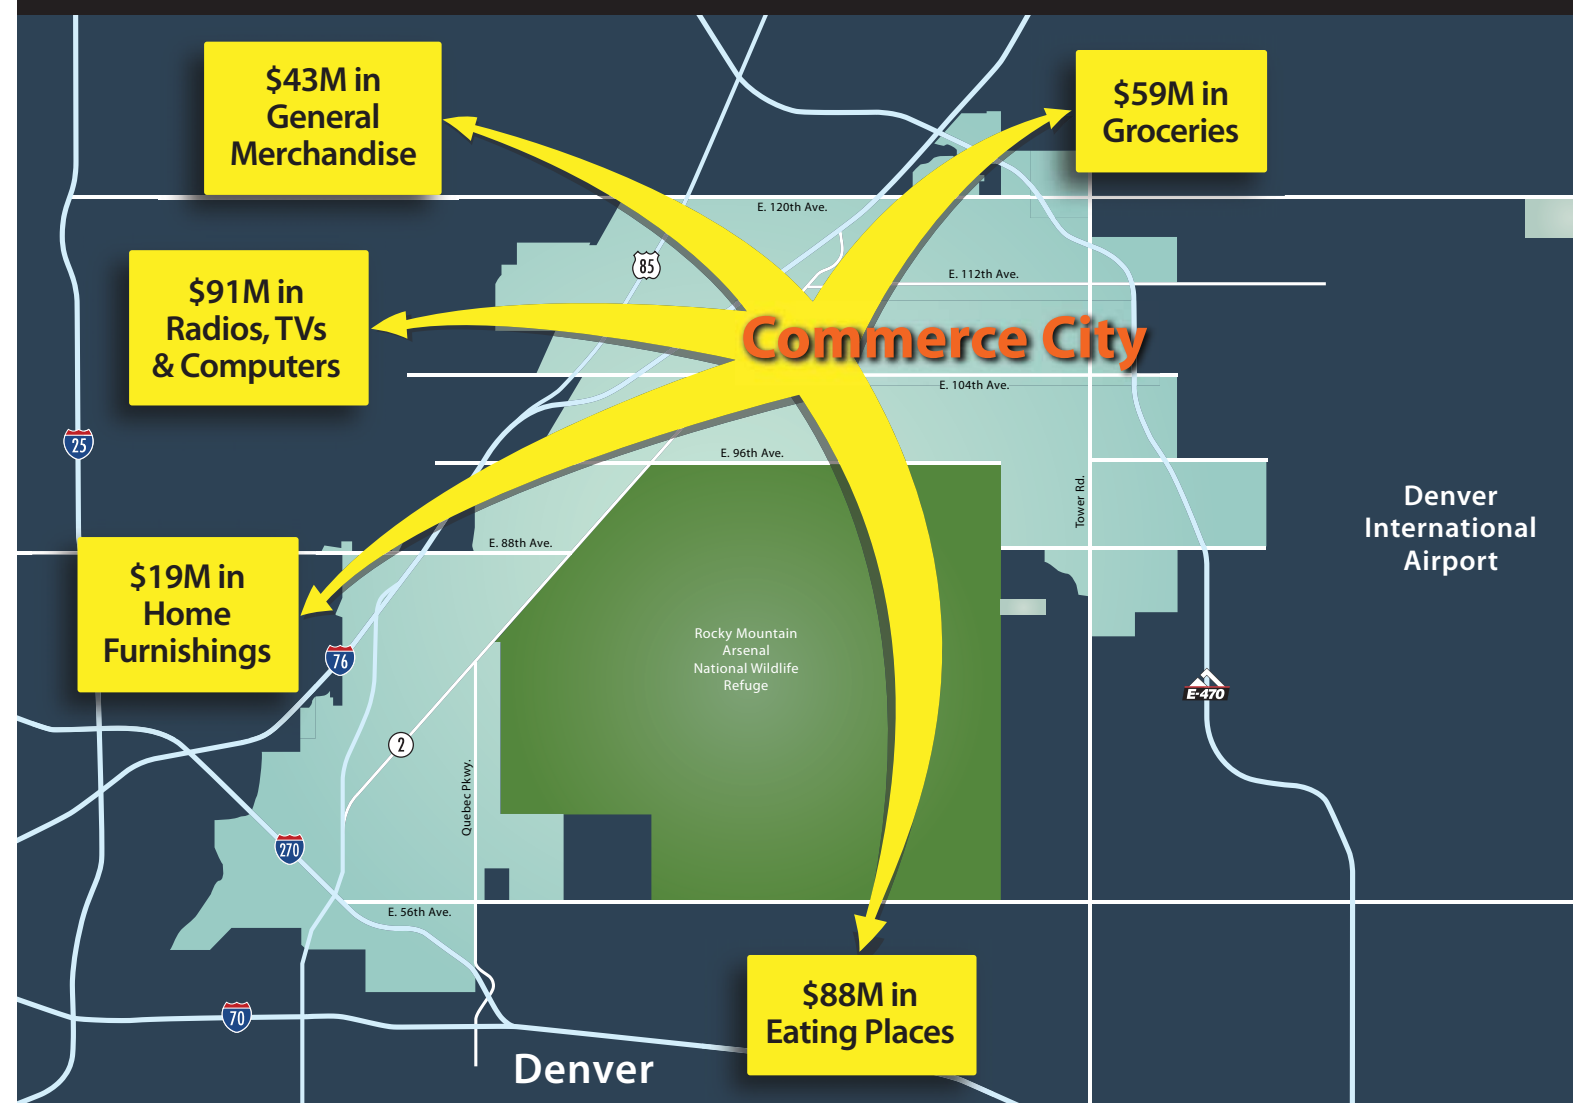 $43M in
General
Merchandise
$59M in
Groceries
E. 120th Ave.
85
E. 112th Ave.
$91M in
Radios, TVs
& Computers
Commerce City
E. 104th Ave.
25
E. 96th Ave.
Tower Rd.
Denver
International
Airport
E. 88th Ave.
$19M in
Home
Furnishings
Rocky Mountain
Arsenal
National Wildlife
Refuge
76
E-470
2
Quebec Pkwy.
270
E. 56th Ave.
$88M in
Eating Places
70
Denver